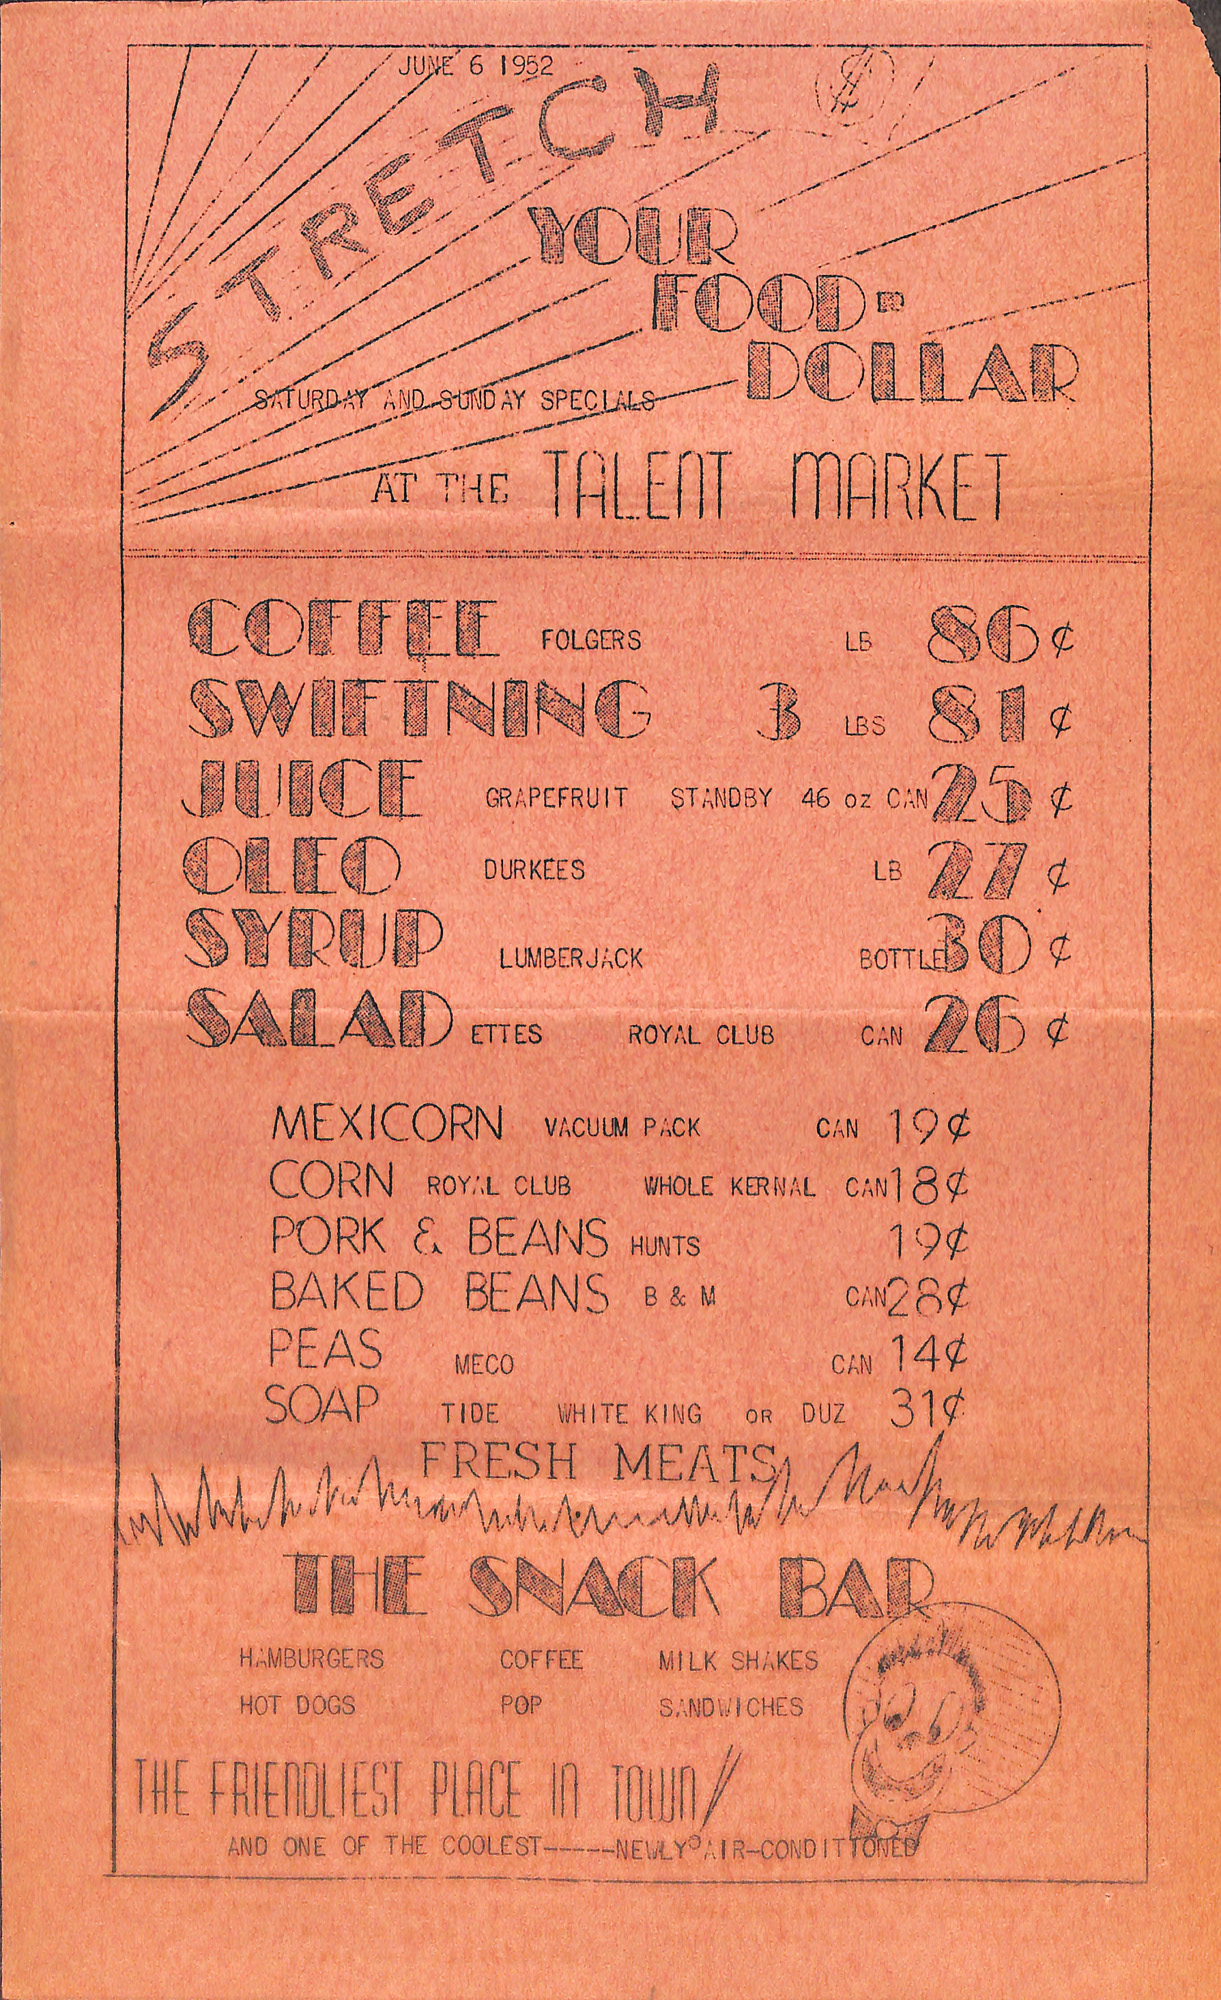 JUNE 6 1952
STRETCH
$
YOUR
FOOD-
DOLLAR
SATURDAY AND SUNDAY SPECIALS
AT THE TALENT MARKET
COFFEE FOLGERS LB 86¢
SWIFTNING 3 LBS 81¢
JUICE GRAPEFRUIT STANDBY 46 oz CAN 25¢
OLEO DURKEES LB 27¢
SYRUP LUMBERJACK BOTTLE 30¢
SALAD ETTES ROYAL CLUB CAN 26¢
MEXICORN VACUUM PACK CAN 19¢
CORN ROYAL CLUB WHOLE KERNAL CAN 18¢
PORK & BEANS HUNTS 19¢
BAKED BEANS B & M CAN 28¢
PEAS MECO CAN 14¢
SOAP TIDE WHITE KING OR DUZ 31¢
FRESH MEATS
THE SNACK BAR
HAMBURGERS COFFEE MILK SHAKES
HOT DOGS POP SANDWICHES
THE FRIENDLIEST PLACE IN TOWN!
AND ONE OF THE COOLEST-----NEWLY AIR-CONDITIONED